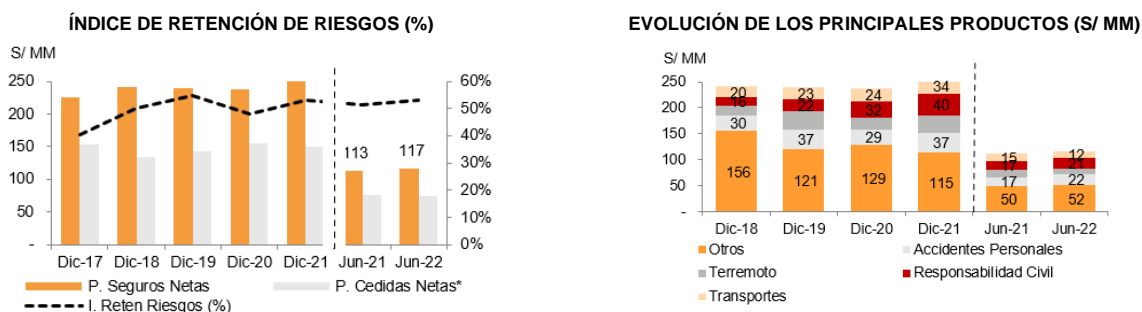 ÍNDICE DE RETENCIÓN DE RIESGOS (%)
S/ MM
250
200
150
100
50
-
60%
50%
40%
30%
20%
10%
0%
113
117
Dic-17 Dic-18 Dic-19 Dic-20 Dic-21 Jun-21 Jun-22
P. Seguros Netas P. Cedidas Netas*
I. Reten Riesgos (%)
EVOLUCIÓN DE LOS PRINCIPALES PRODUCTOS (S/ MM)
S/ MM
250
200
150
100
50
-
20 23 24 34 15 12
16 22 32 40 17 21
30 37 29 37 17 22
156 121 129 115 50 52
Dic-18 Dic-19 Dic-20 Dic-21 Jun-21 Jun-22
Otros Accidentes Personales
Terremoto Responsabilidad Civil
Transportes